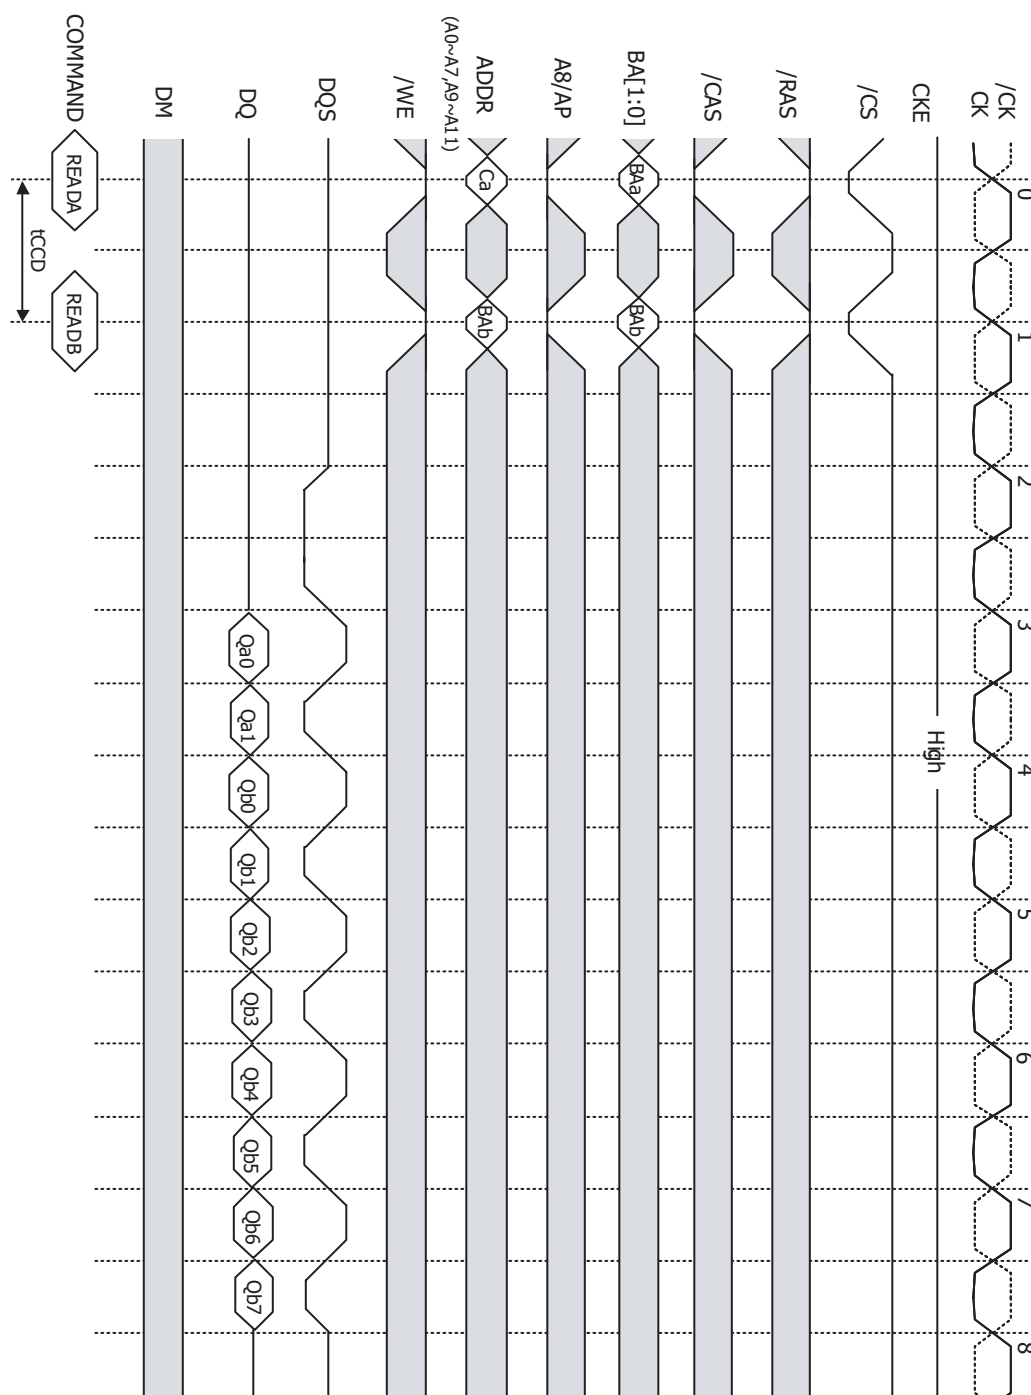 0 1 2 3 4 5 6 7 8
/CK
CK
CKE
High
/CS
/RAS
/CAS
BA[1:0] BAa BAb
A8/AP
ADDR Ca BAb
(A0~A7,A9~A11)
/WE
DQS
DQ Qa0 Qa1 Qb0 Qb1 Qb2 Qb3 Qb4 Qb5 Qb6 Qb7
DM
COMMAND READA READB
tCCD